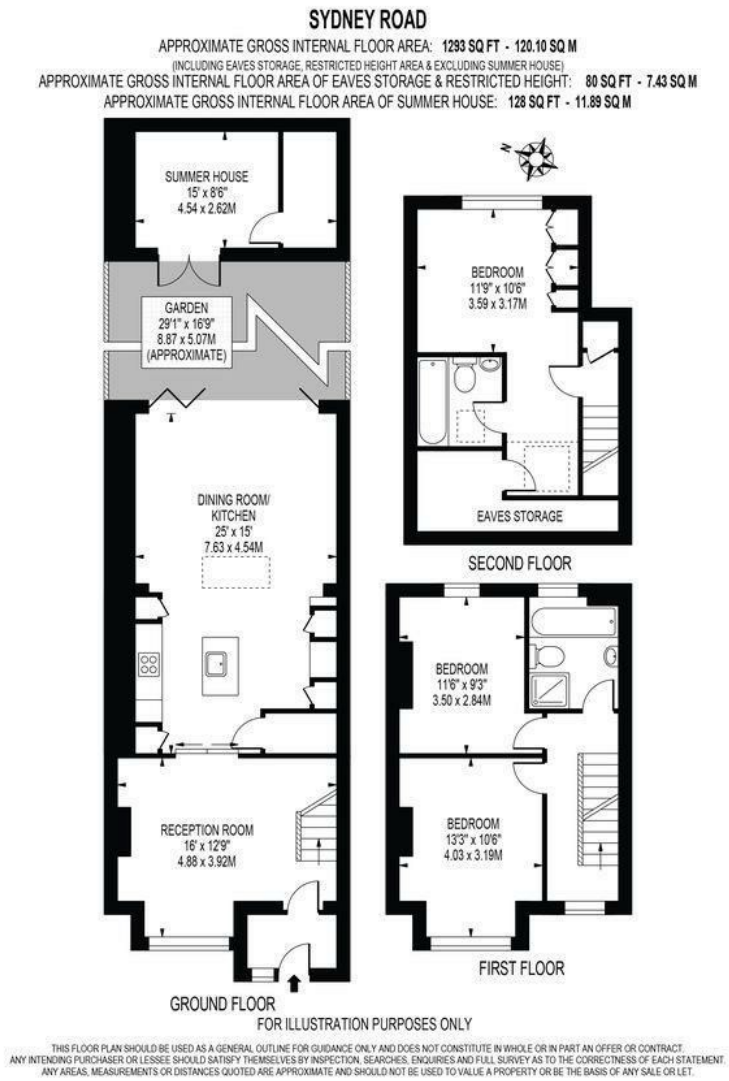 SYDNEY ROAD
APPROXIMATE GROSS INTERNAL FLOOR AREA: 1293 SQ FT - 120.10 SQ M
(INCLUDING EAVES STORAGE, RESTRICTED HEIGHT AREA & EXCLUDING SUMMER HOUSE)
APPROXIMATE GROSS INTERNAL FLOOR AREA OF EAVES STORAGE & RESTRICTED HEIGHT: 80 SQ FT - 7.43 SQ M
APPROXIMATE GROSS INTERNAL FLOOR AREA OF SUMMER HOUSE: 128 SQ FT - 11.89 SQ M
SUMMER HOUSE
15' x 8'6"
4.54 x 2.62M
GARDEN
29'1" x 16'9"
8.87 x 5.07M
(APPROXIMATE)
DINING ROOM/
KITCHEN
25' x 15'
7.63 x 4.54M
RECEPTION ROOM
16' x 12'9"
4.88 x 3.92M
GROUND FLOOR
N
BEDROOM
11'9" x 10'6"
3.59 x 3.17M
EAVES STORAGE
SECOND FLOOR
BEDROOM
11'6" x 9'3"
3.50 x 2.84M
BEDROOM
13'3" x 10'6"
4.03 x 3.19M
FIRST FLOOR
FOR ILLUSTRATION PURPOSES ONLY
THIS FLOOR PLAN SHOULD BE USED AS A GENERAL OUTLINE FOR GUIDANCE ONLY AND DOES NOT CONSTITUTE IN WHOLE OR IN PART AN OFFER OR CONTRACT.
ANY INTENDING PURCHASER OR LESSEE SHOULD SATISFY THEMSELVES BY INSPECTION, SEARCHES, ENQUIRIES AND FULL SURVEY AS TO THE CORRECTNESS OF EACH STATEMENT.
ANY AREAS, MEASUREMENTS OR DISTANCES QUOTED ARE APPROXIMATE AND SHOULD NOT BE USED TO VALUE A PROPERTY OR BE THE BASIS OF ANY SALE OR LET.